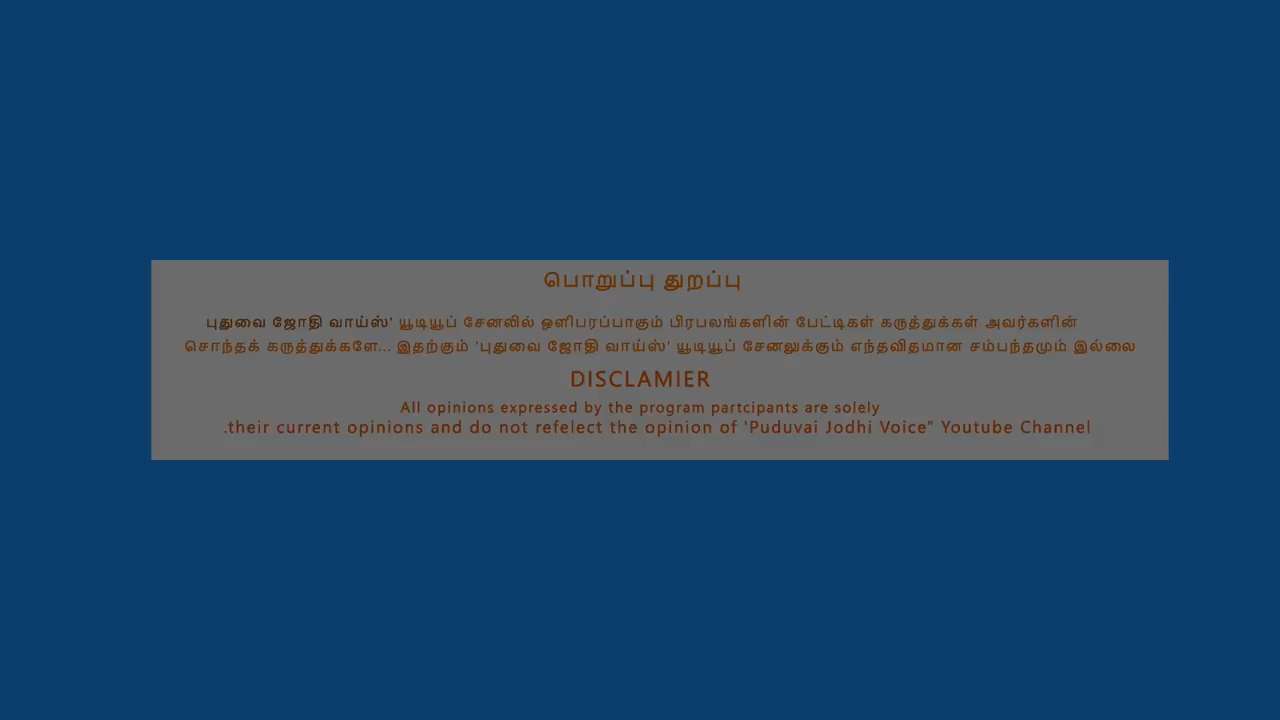 பொறுப்பு துறப்பு
புதுவை ஜோதி வாய்ஸ்' யூடியூப் சேனலில் ஒளிபரப்பாகும் பிரபலங்களின் பேட்டிகள் கருத்துக்கள் அவர்களின்
சொந்தக் கருத்துக்களே... இதற்கும் 'புதுவை ஜோதி வாய்ஸ்' யூடியூப் சேனலுக்கும் எந்தவிதமான சம்பந்தமும் இல்லை
DISCLAMIER
All opinions expressed by the program partcipants are solely
.their current opinions and do not refelect the opinion of 'Puduvai Jodhi Voice" Youtube Channel